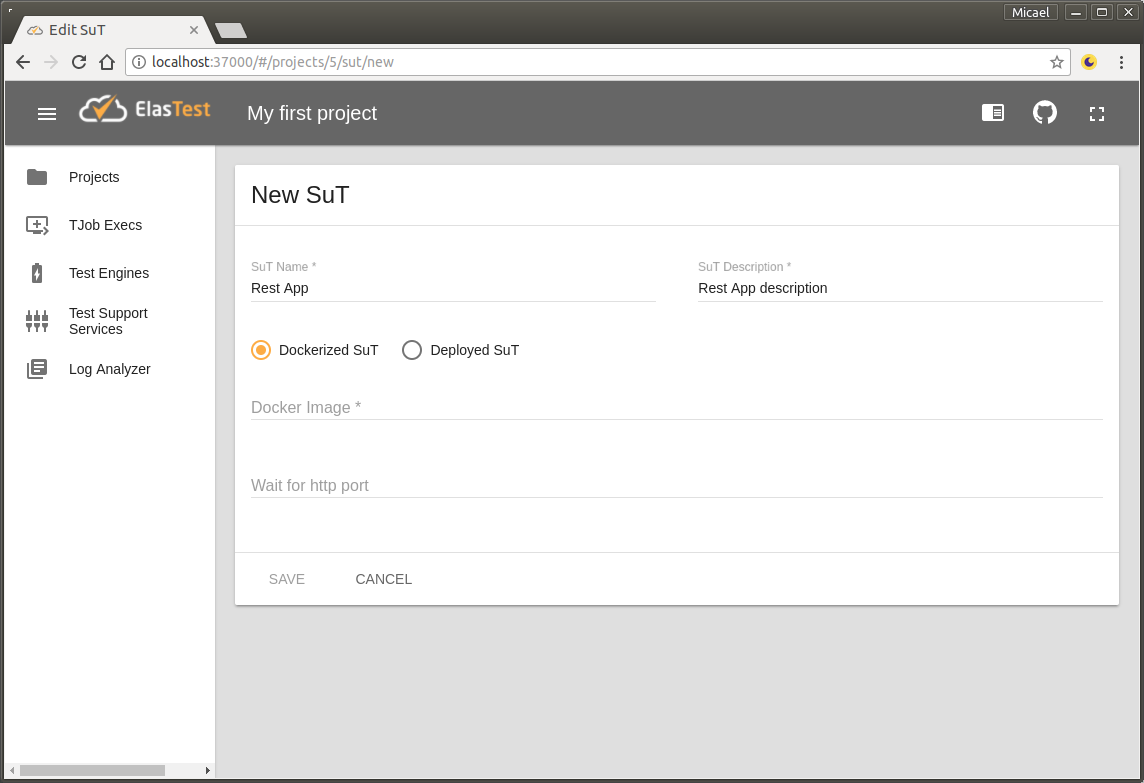 Micael
Edit SuT
localhost:37000/#/projects/5/sut/new
ElasTest
My first project
Projects
TJob Execs
Test Engines
Test Support
Services
Log Analyzer
New SuT
SuT Name *
SuT Description *
Rest App
Rest App description
Dockerized SuT
Deployed SuT
Docker Image *
Wait for http port
SAVE
CANCEL